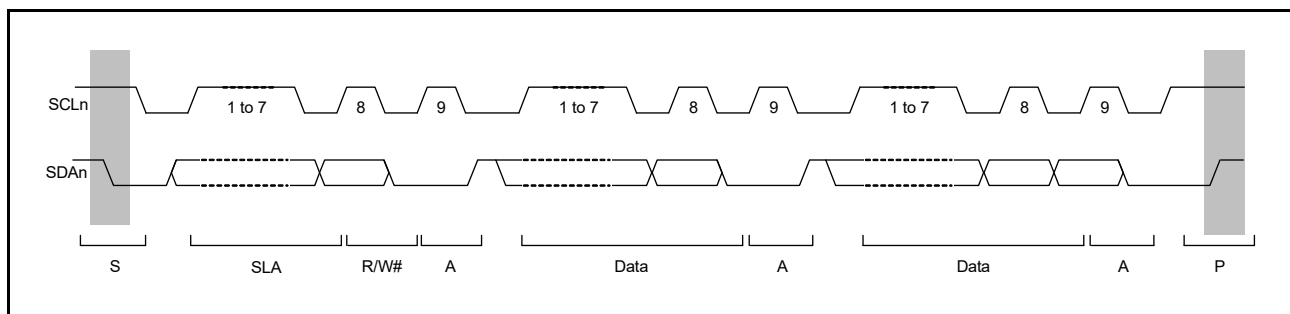 SCLn 1 to 7 8 9 1 to 7 8 9 1 to 7 8 9
SDAn
S SLA R/W# A Data A Data A P